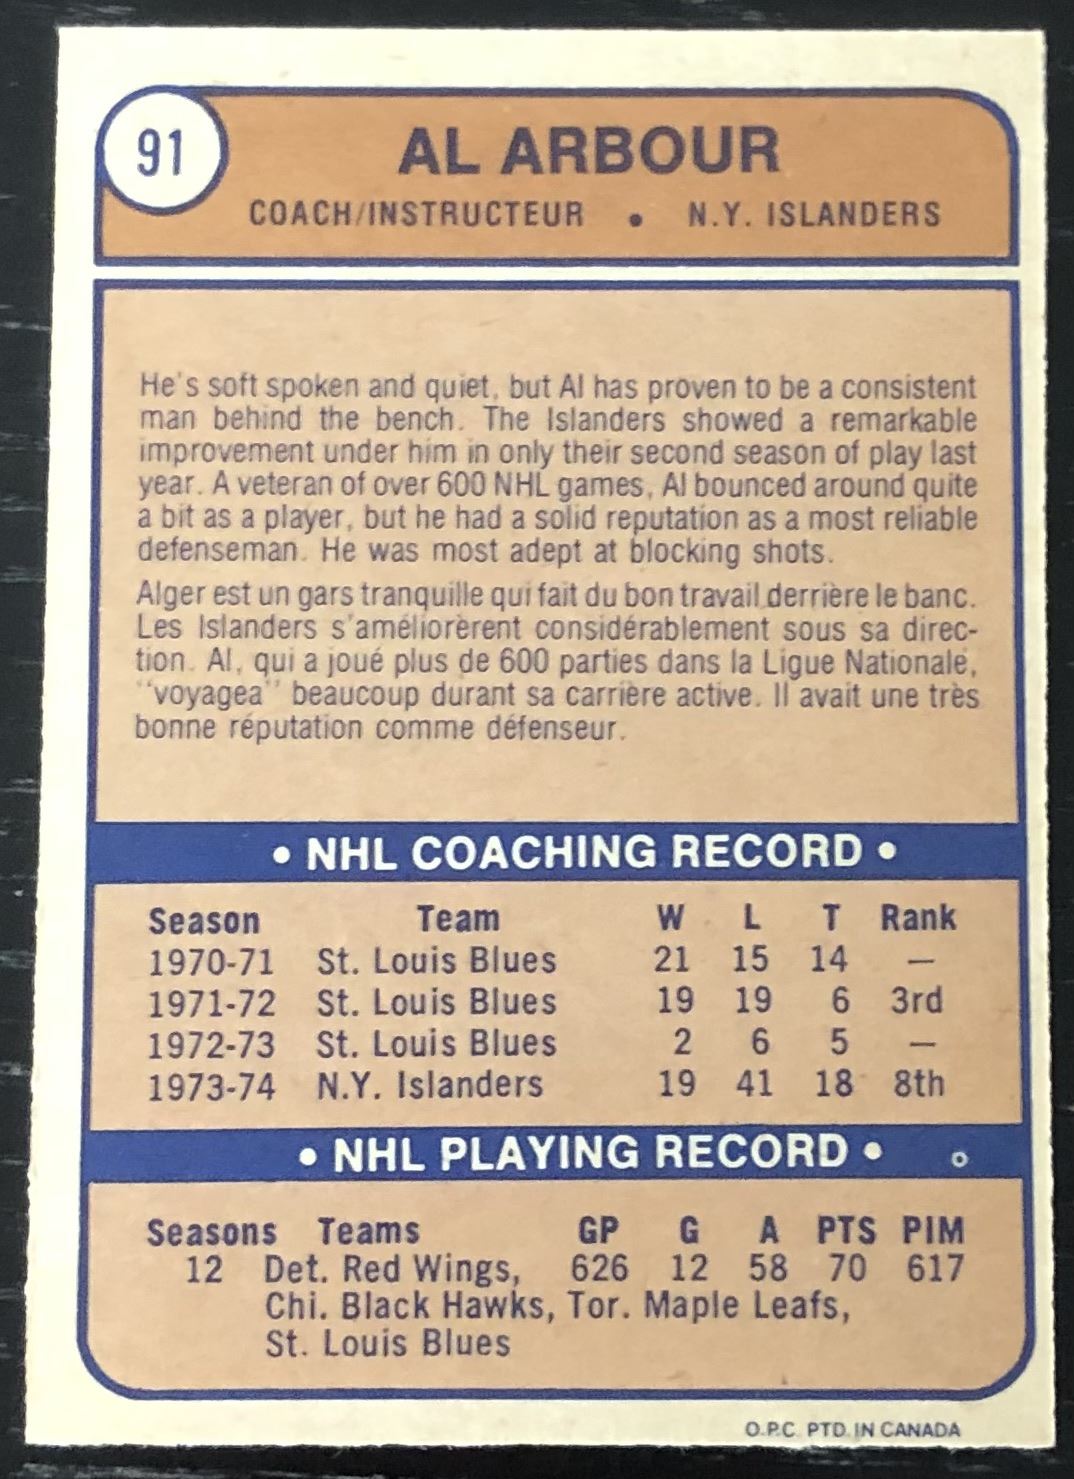 91
AL ARBOUR
COACH/INSTRUCTEUR • N.Y. ISLANDERS
He's soft spoken and quiet, but Al has proven to be a consistent
man behind the bench. The Islanders showed a remarkable
improvement under him in only their second season of play last
year. A veteran of over 600 NHL games, Al bounced around quite
a bit as a player, but he had a solid reputation as a most reliable
defenseman. He was most adept at blocking shots.
Alger est un gars tranquille qui fait du bon travail derrière le banc.
Les Islanders s'améliorèrent considérablement sous sa direc-
tion. Al, qui a joué plus de 600 parties dans la Ligue Nationale,
"voyagea" beaucoup durant sa carrière active. Il avait une très
bonne réputation comme défenseur.
• NHL COACHING RECORD •
Season Team W L T Rank
1970-71 St. Louis Blues 21 15 14 —
1971-72 St. Louis Blues 19 19 6 3rd
1972-73 St. Louis Blues 2 6 5 —
1973-74 N.Y. Islanders 19 41 18 8th
• NHL PLAYING RECORD •
Seasons Teams GP G A PTS PIM
12 Det. Red Wings, 626 12 58 70 617
Chi. Black Hawks, Tor. Maple Leafs,
St. Louis Blues
O.P.C. PTD. IN CANADA